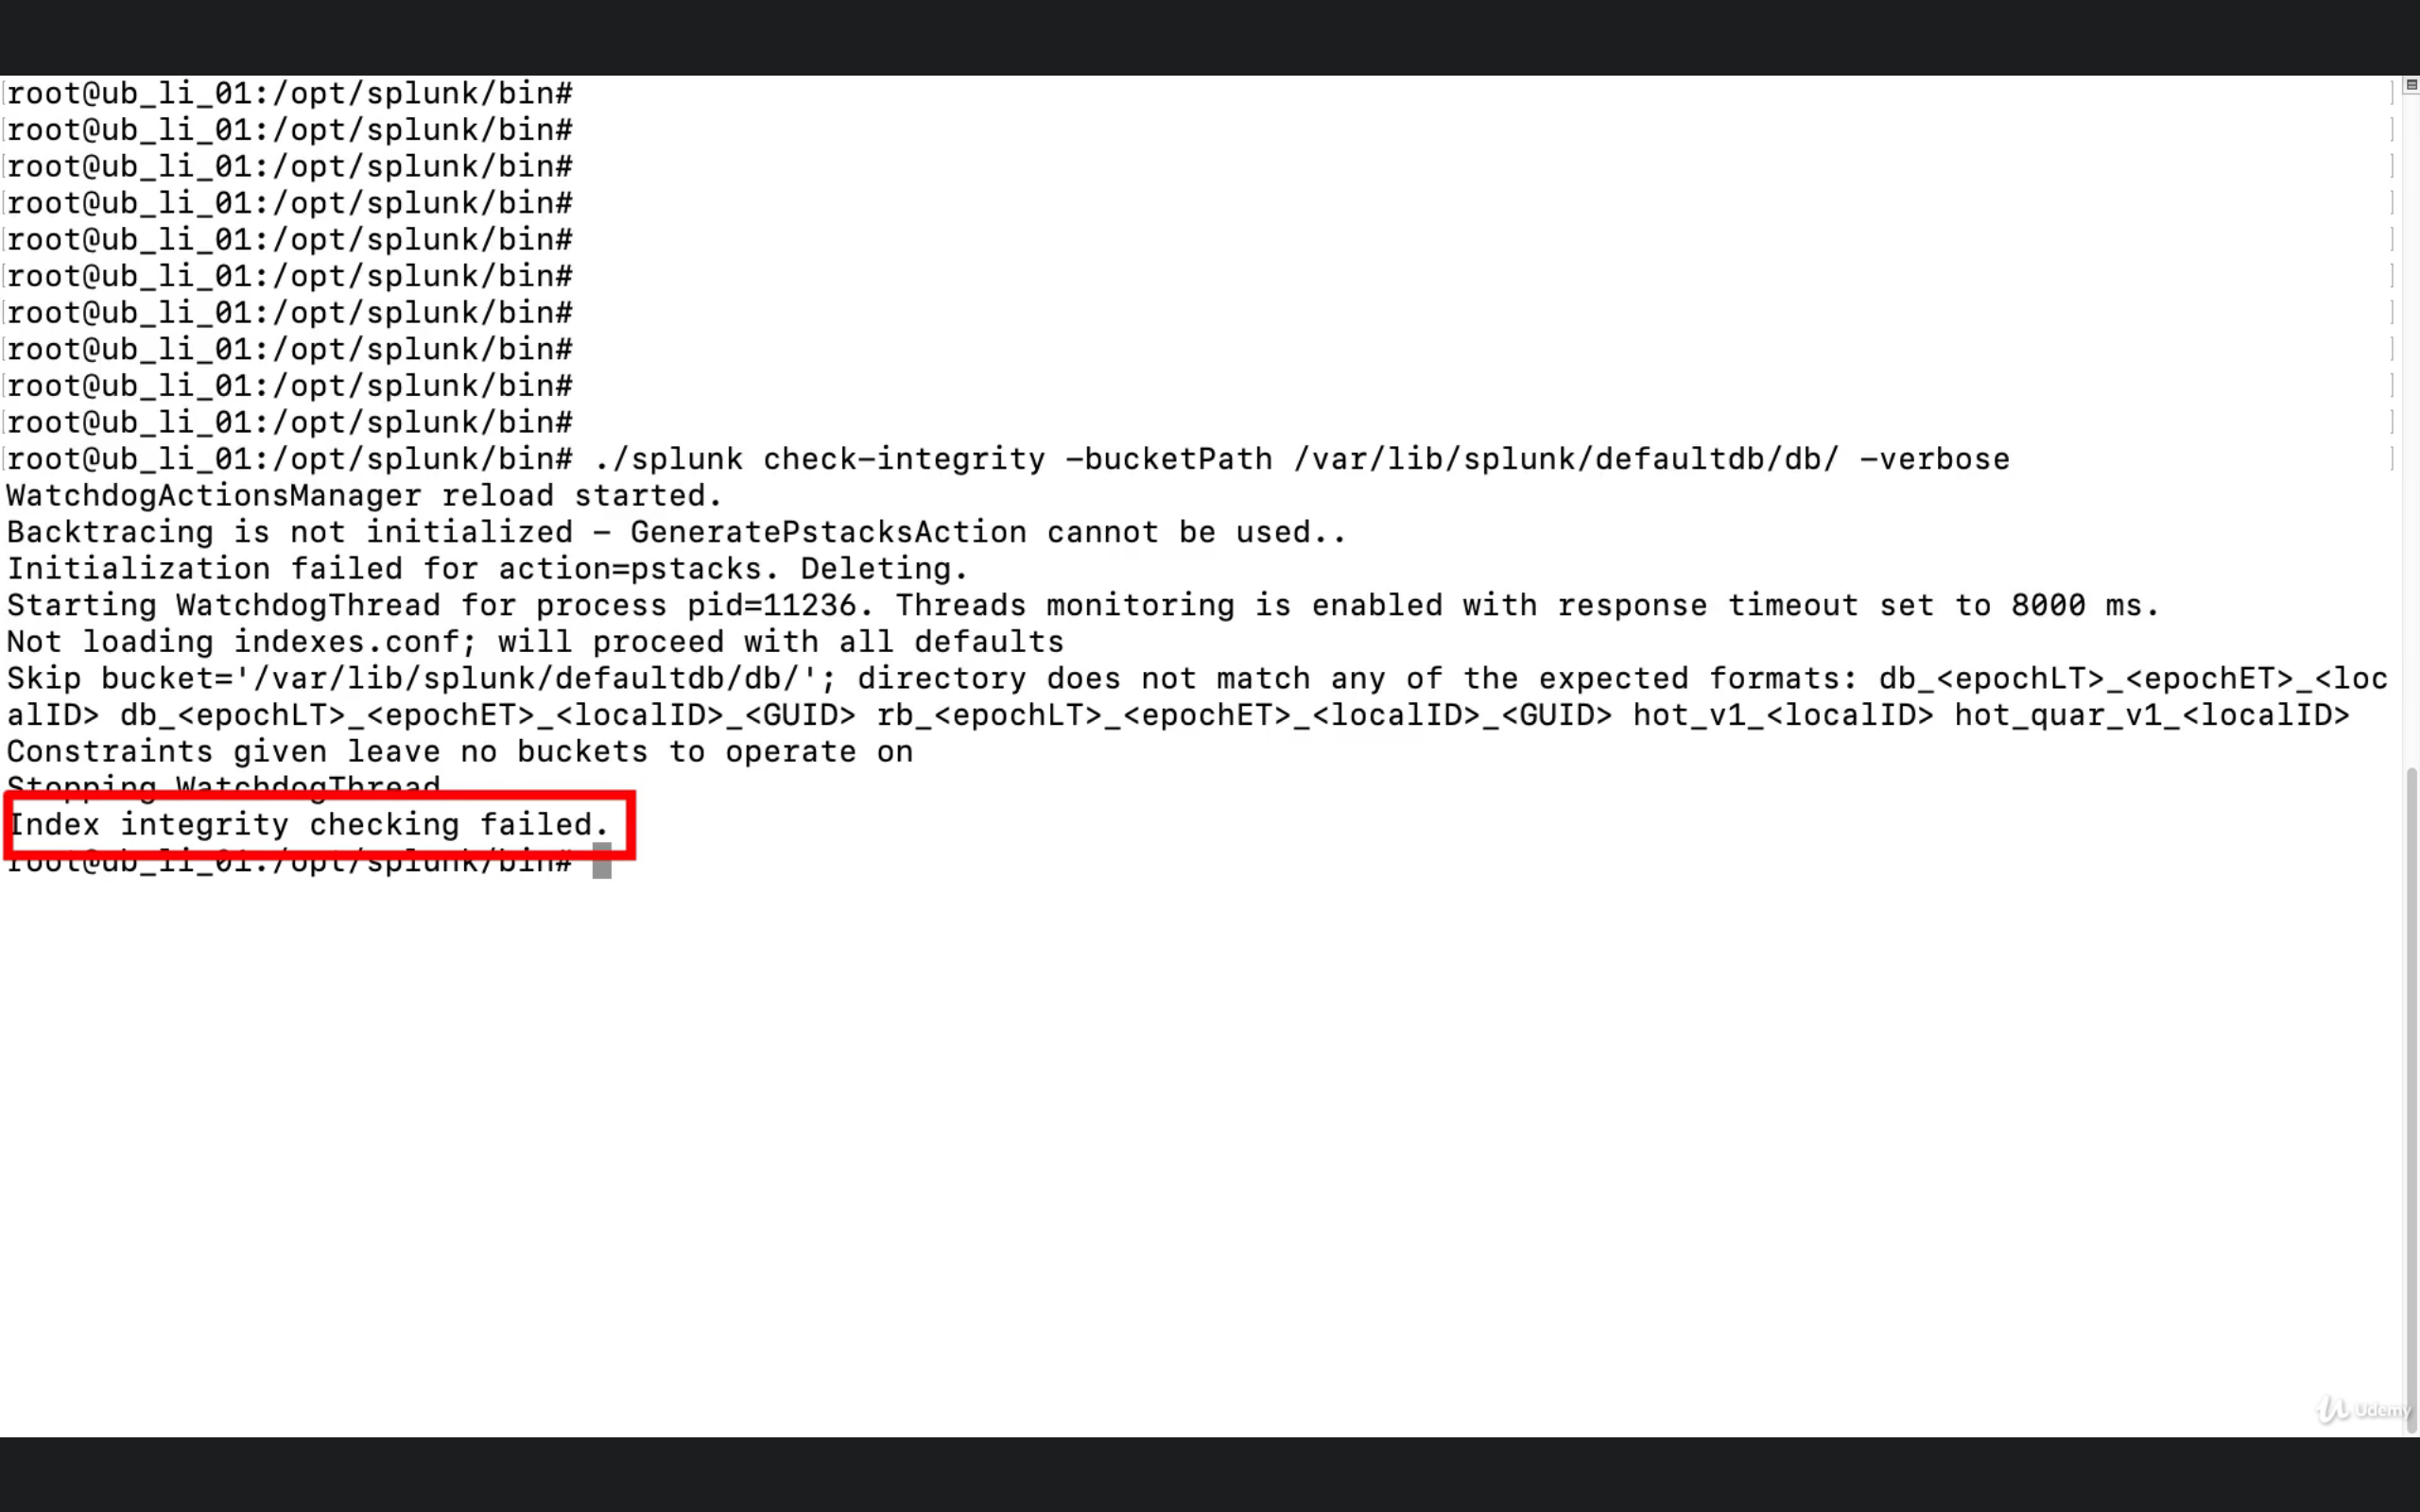 root@ub_li_01:/opt/splunk/bin#
root@ub_li_01:/opt/splunk/bin#
root@ub_li_01:/opt/splunk/bin#
root@ub_li_01:/opt/splunk/bin#
root@ub_li_01:/opt/splunk/bin#
root@ub_li_01:/opt/splunk/bin#
root@ub_li_01:/opt/splunk/bin#
root@ub_li_01:/opt/splunk/bin#
root@ub_li_01:/opt/splunk/bin#
root@ub_li_01:/opt/splunk/bin#
root@ub_li_01:/opt/splunk/bin# ./splunk check-integrity -bucketPath /var/lib/splunk/defaultdb/db/ -verbose
WatchdogActionsManager reload started.
Backtracing is not initialized - GeneratePstacksAction cannot be used..
Initialization failed for action=pstacks. Deleting.
Starting WatchdogThread for process pid=11236. Threads monitoring is enabled with response timeout set to 8000 ms.
Not loading indexes.conf; will proceed with all defaults
Skip bucket='/var/lib/splunk/defaultdb/db/'; directory does not match any of the expected formats: db_<epochLT>_<epochET>_<loc
alID> db_<epochLT>_<epochET>_<localID>_<GUID> rb_<epochLT>_<epochET>_<localID>_<GUID> hot_v1_<localID> hot_quar_v1_<localID>
Constraints given leave no buckets to operate on
Stopping WatchdogThread
Index integrity checking failed.
root@ub_li_01:/opt/splunk/bin#
Udemy